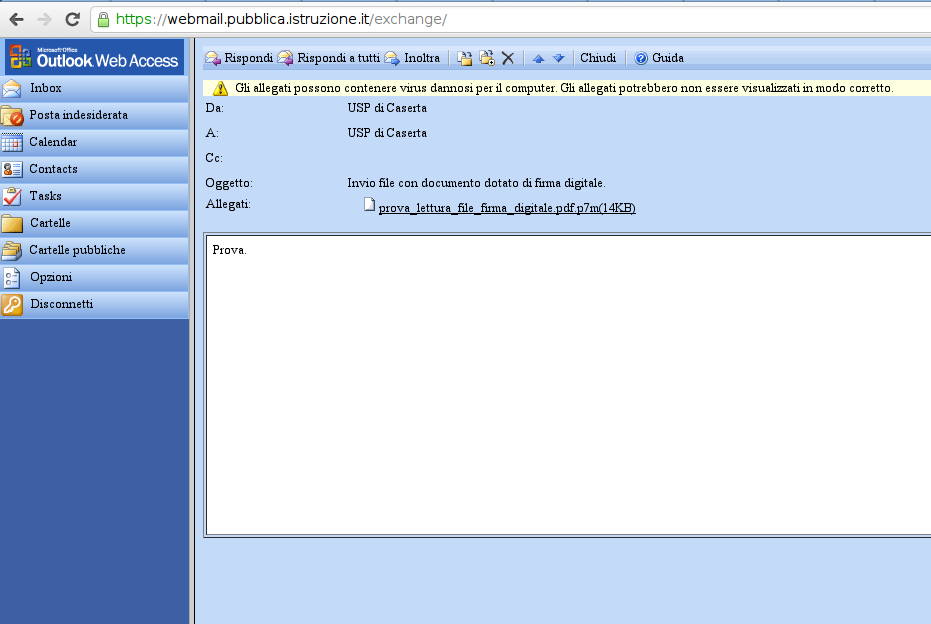 https://webmail.pubblica.istruzione.it/exchange/
Microsoft Office
Outlook Web Access
Inbox
Posta indesiderata
Calendar
Contacts
Tasks
Cartelle
Cartelle pubbliche
Opzioni
Disconnetti
Rispondi Rispondi a tutti Inoltra Chiudi Guida
Gli allegati possono contenere virus dannosi per il computer. Gli allegati potrebbero non essere visualizzati in modo corretto.
Da: USP di Caserta
A: USP di Caserta
Cc:
Oggetto: Invio file con documento dotato di firma digitale.
Allegati: prova_lettura_file_firma_digitale.pdf.p7m(14KB)
Prova.